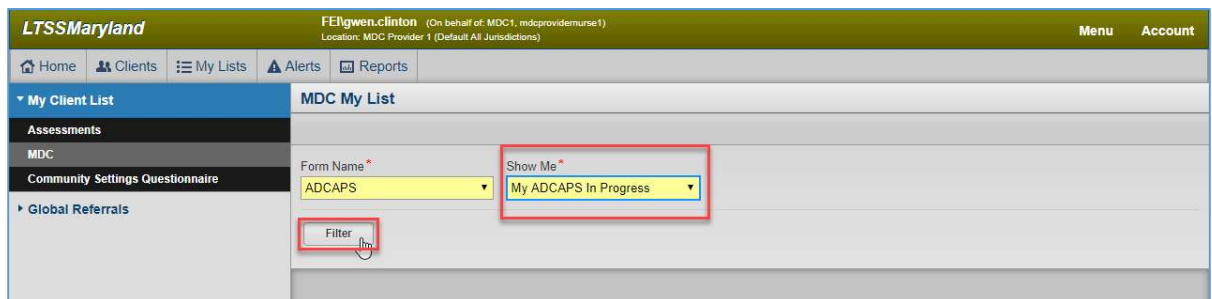 LTSSMaryland
FEI\gwen.clinton (On behalf of: MDC1, mdcprovidernurse1)
Location: MDC Provider 1 (Default All Jurisdictions)
Menu Account
Home Clients My Lists Alerts Reports
My Client List
Assessments
MDC
Community Settings Questionnaire
Global Referrals
MDC My List
Form Name* Show Me*
ADCAPS My ADCAPS In Progress
Filter